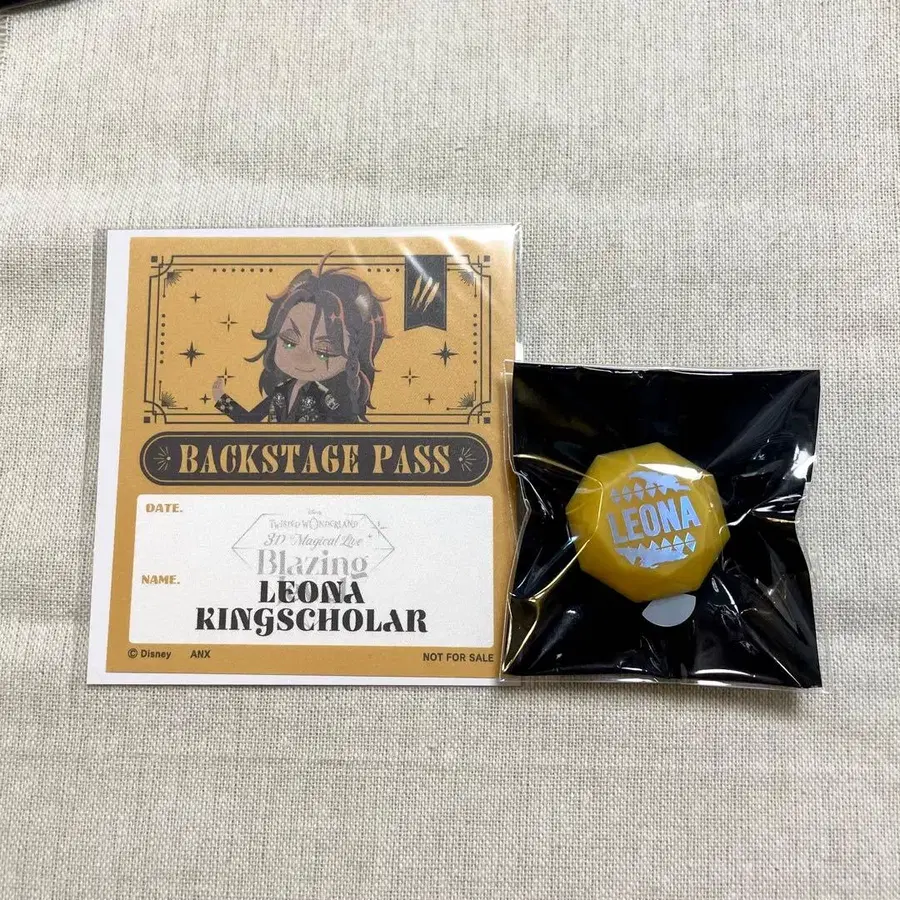 BACKSTAGE PASS
DATE.
Disney
TWISTED WONDERLAND
3D Magical Live
Blazing
NAME.
LEONA
KINGSCHOLAR
© Disney ANX
NOT FOR SALE
LEONA